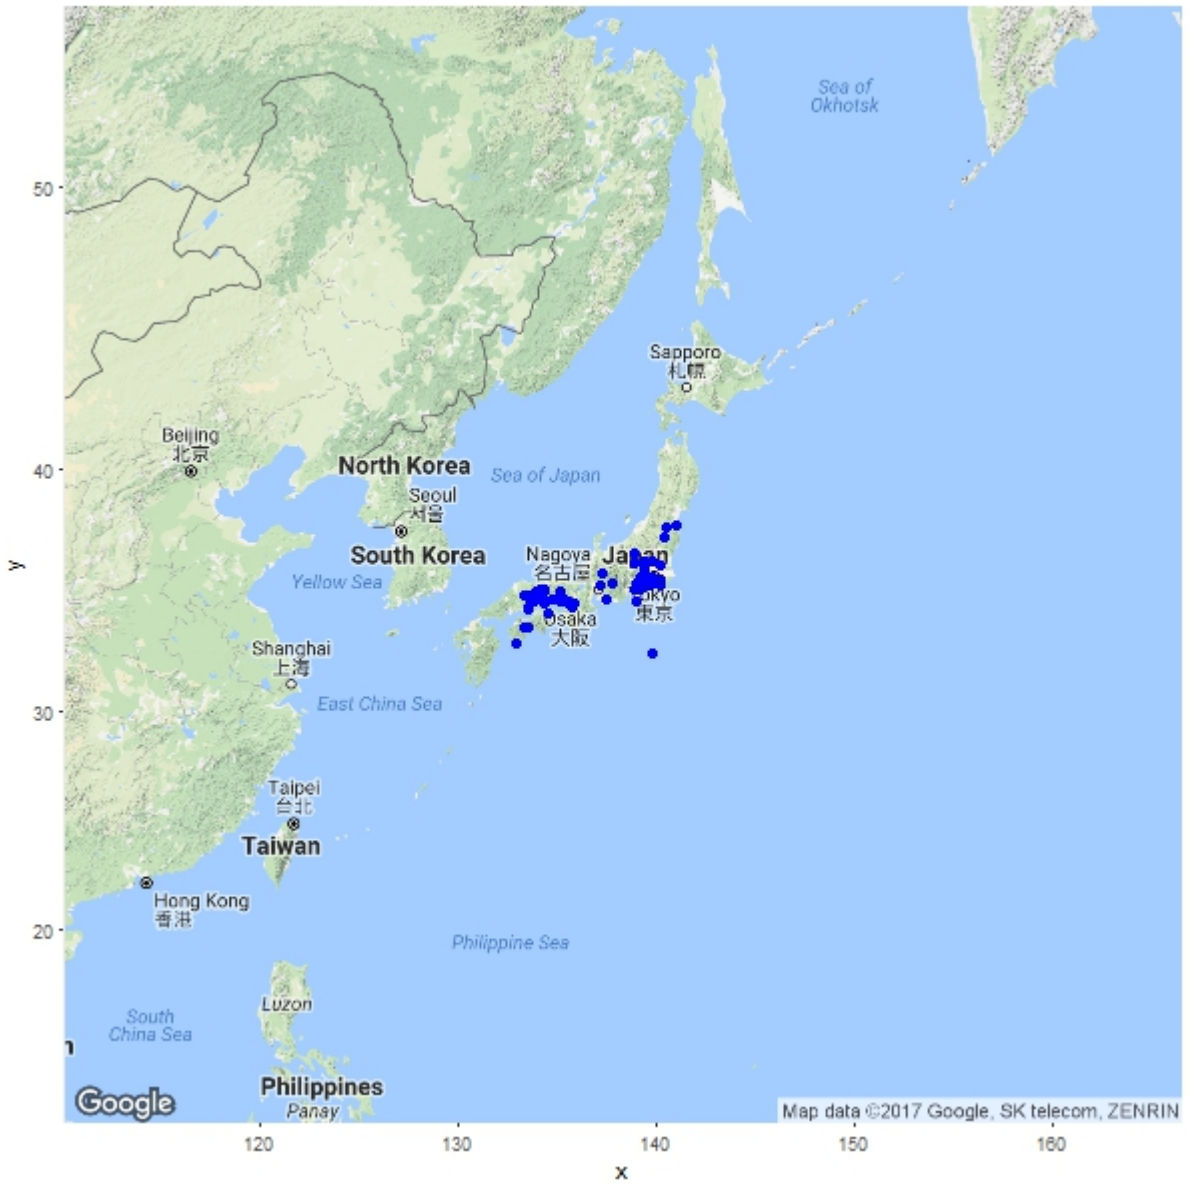 Sea of
Okhotsk
50
Sapporo
札幌
Beijing
北京
40
North Korea
Sea of Japan
Seoul
서울
South Korea
Nagoya
名古屋
Japan
Yellow Sea
Tokyo
東京
Osaka
大阪
Shanghai
上海
30
East China Sea
y
Taipei
台北
Taiwan
Hong Kong
香港
20
Philippine Sea
Luzon
South
China Sea
n
Philippines
Panay
Google
Map data ©2017 Google, SK telecom, ZENRIN
120
130
140
150
160
x